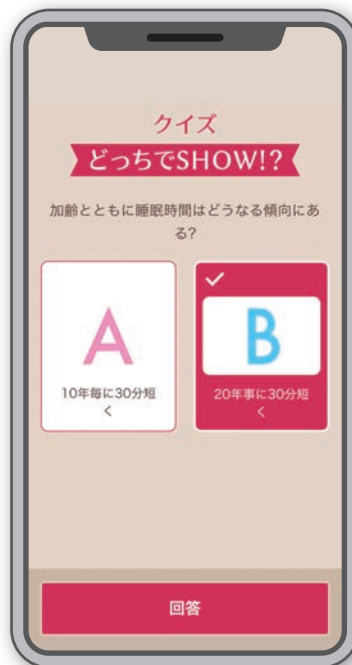 クイズ
どっちでSHOW!?
加齢とともに睡眠時間はどうなる傾向にあ
る?
A
10年毎に30分短
く
B
20年事に30分短
く
回答